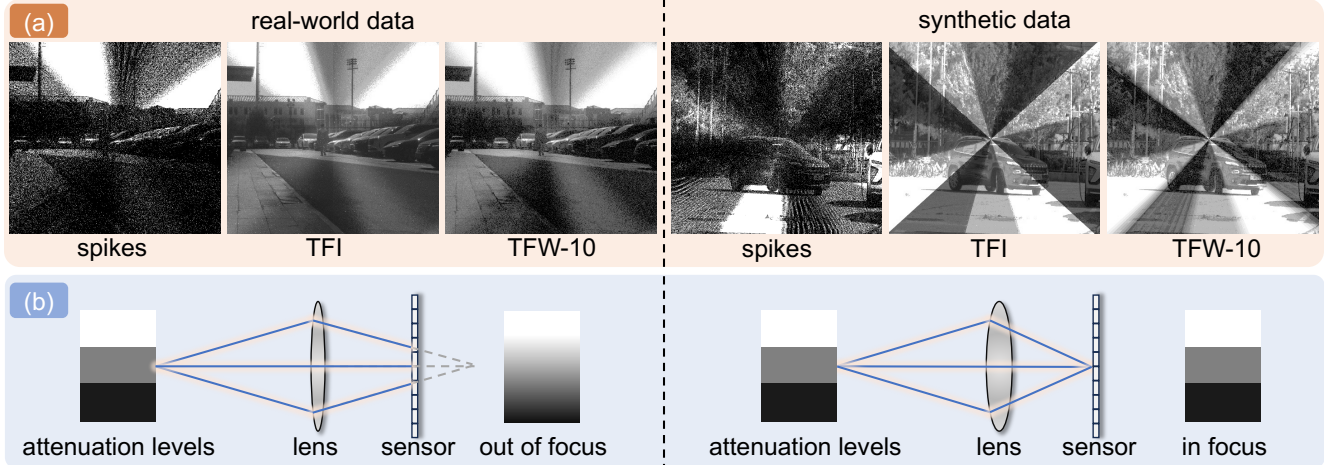 (a)
real-world data
synthetic data
spikes
TFI
TFW-10
spikes
TFI
TFW-10
(b)
attenuation levels
lens
sensor
out of focus
attenuation levels
lens
sensor
in focus